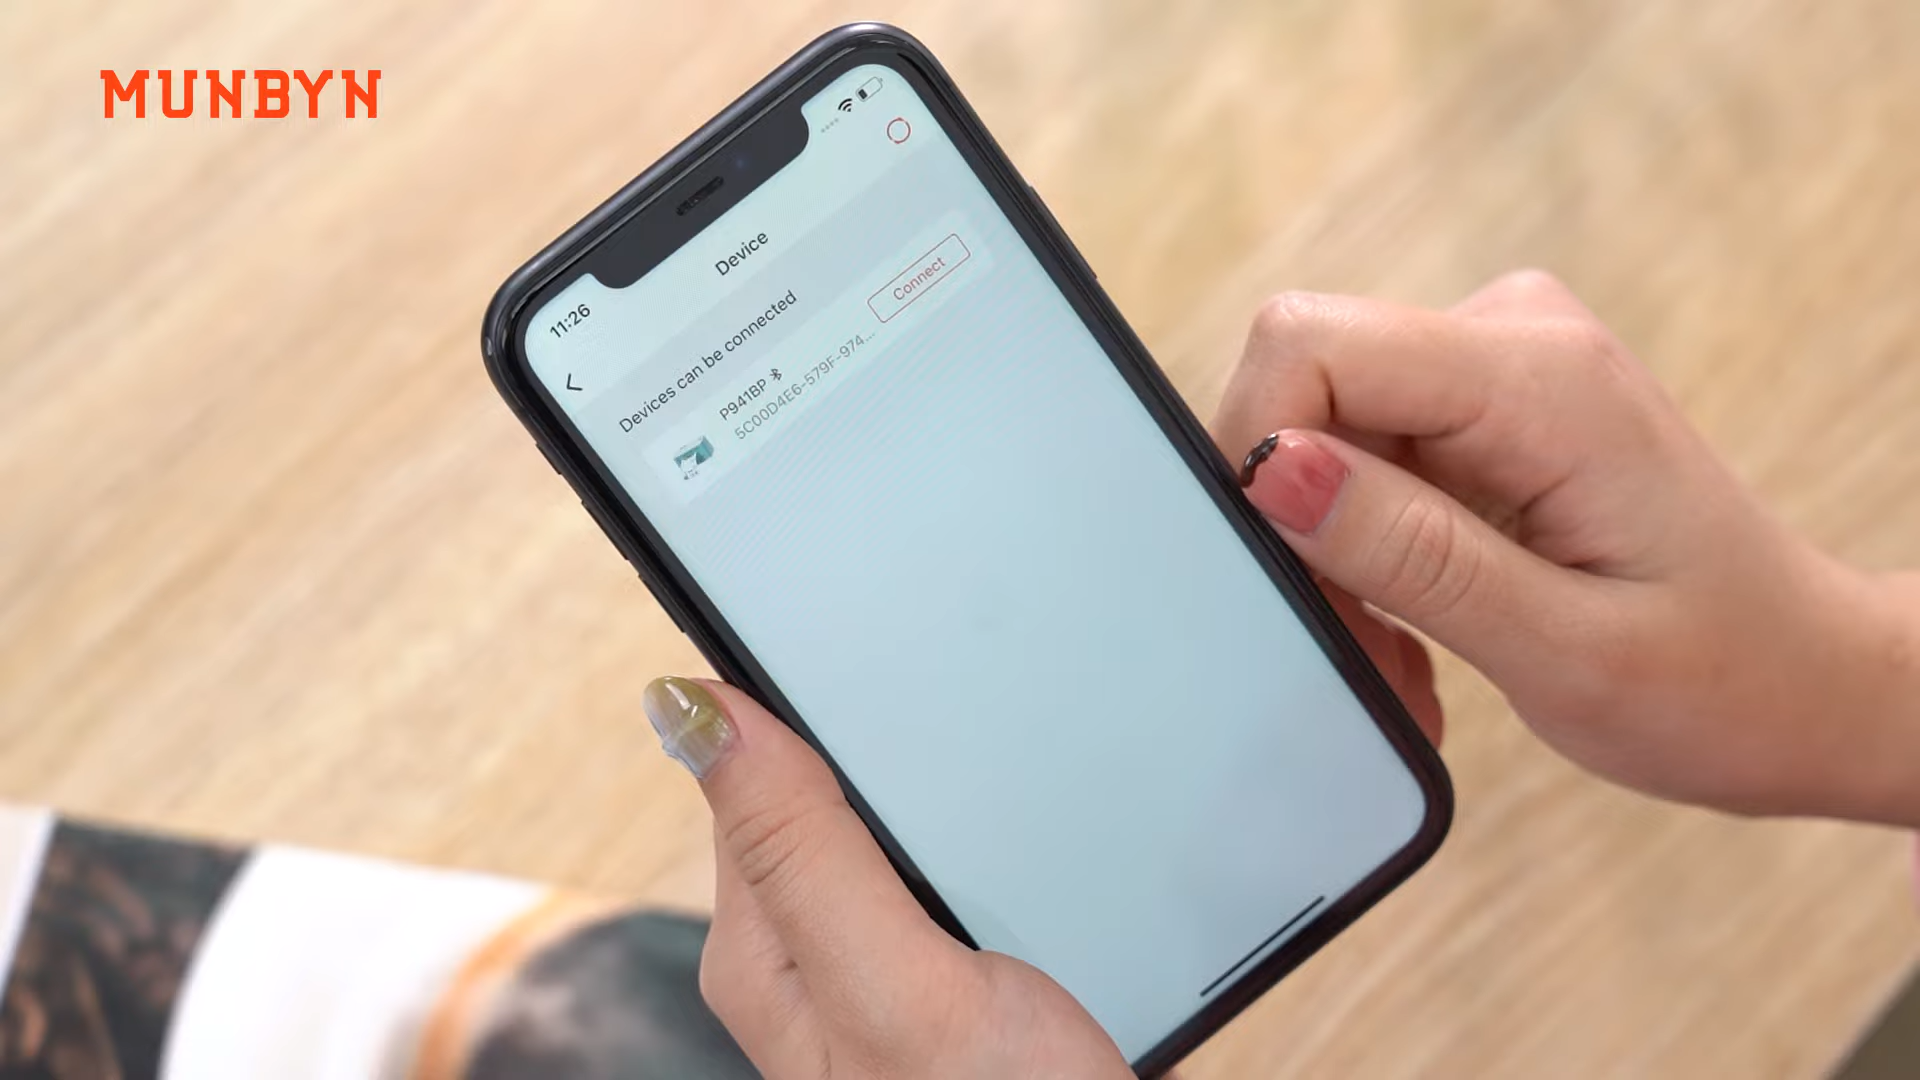 MUNBYN
11:26
Device
Devices can be connected
P941BP
5C00D4E6-579F-974...
Connect